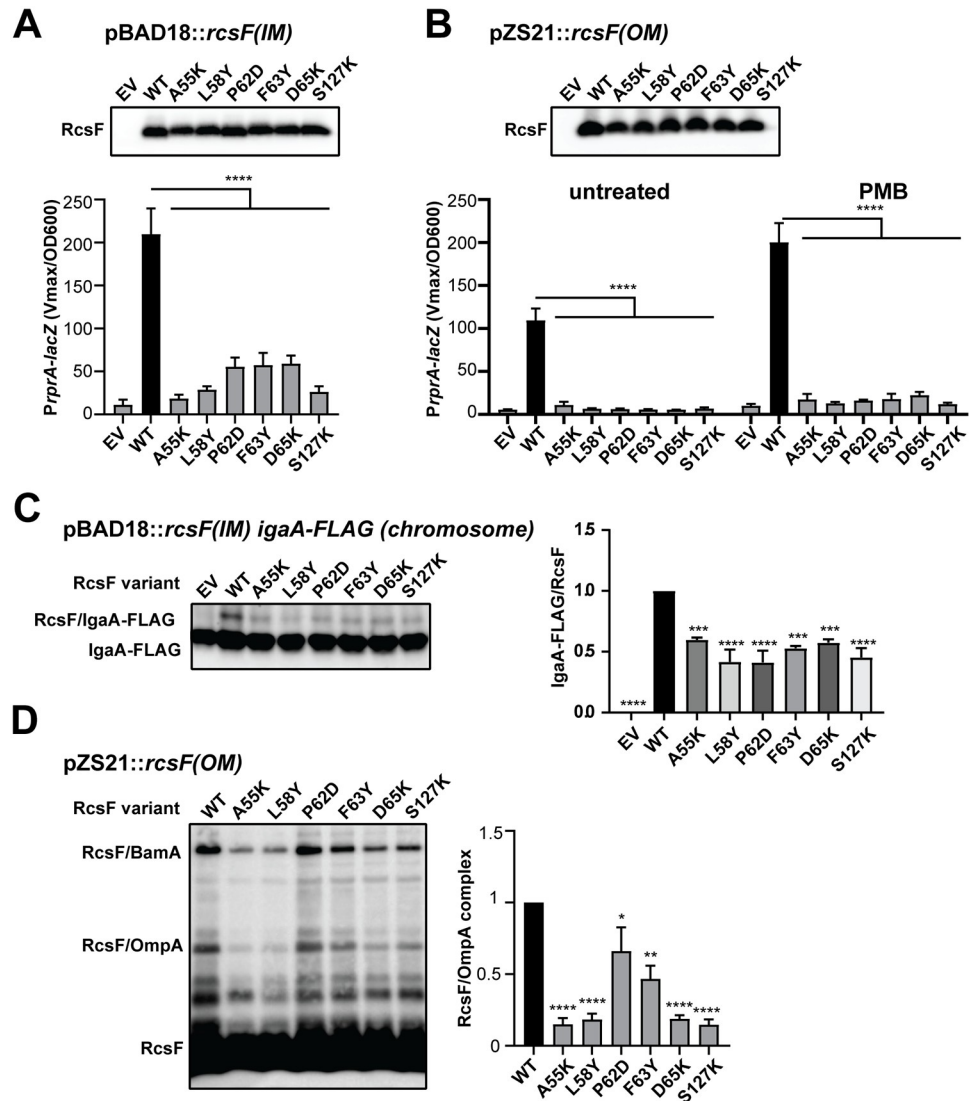 A
pBAD18::rcsF(IM)
EV WT A55K L58Y P62D F63Y D65K S127K
RcsF
PrprA-lacZ (Vmax/OD600)
250
200
150
100
50
0
****
EV WT A55K L58Y P62D F63Y D65K S127K
B
pZS21::rcsF(OM)
EV WT A55K L58Y P62D F63Y D65K S127K
RcsF
untreated
PMB
PrprA-lacZ (Vmax/OD600)
250
200
150
100
50
0
****
****
EV WT A55K L58Y P62D F63Y D65K S127K EV WT A55K L58Y P62D F63Y D65K S127K
C
pBAD18::rcsF(IM) igaA-FLAG (chromosome)
RcsF variant EV WT A55K L58Y P62D F63Y D65K S127K
RcsF/IgaA-FLAG
IgaA-FLAG
IgaA-FLAG/RcsF
1.5
1.0
0.5
0.0
**** *** **** **** *** *** ****
EV WT A55K L58Y P62D F63Y D65K S127K
D
pZS21::rcsF(OM)
RcsF variant WT A55K L58Y P62D F63Y D65K S127K
RcsF/BamA
RcsF/OmpA
RcsF
RcsF/OmpA complex
1.5
1
0.5
0
**** **** * ** **** ****
WT A55K L58Y P62D F63Y D65K S127K